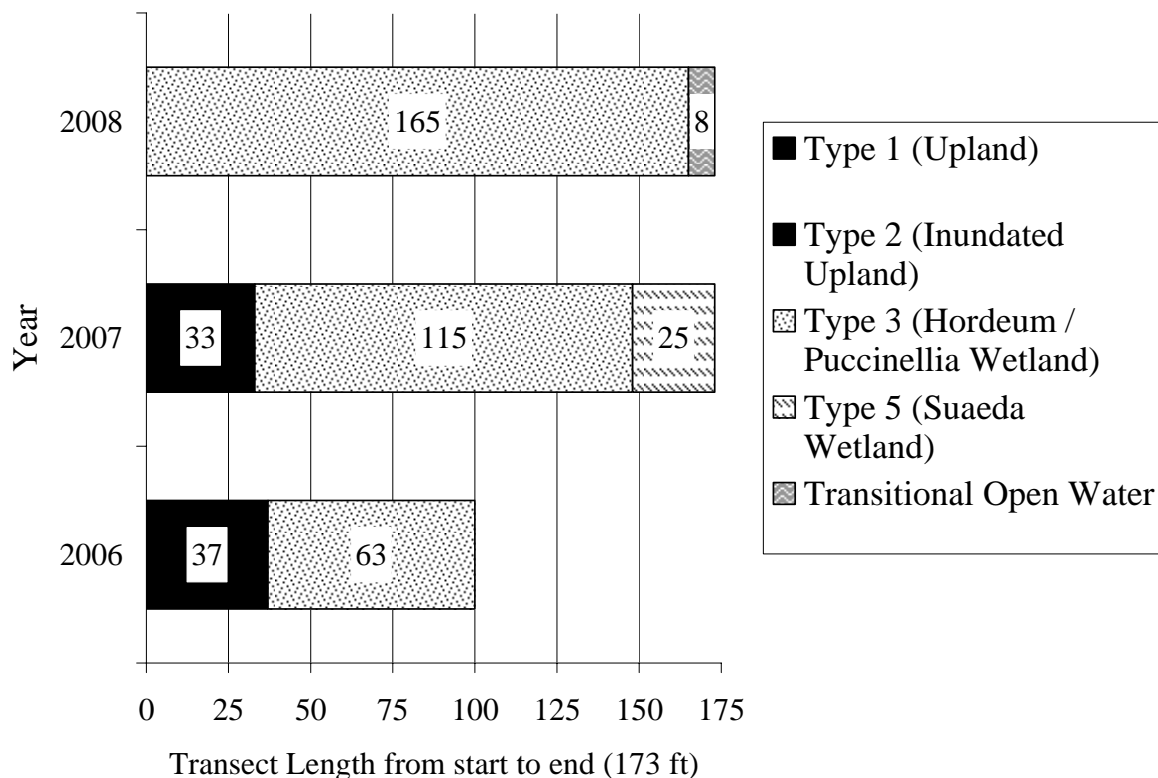 2008
165
8
2007
33
115
25
2006
37
63
Year
0 25 50 75 100 125 150 175
Transect Length from start to end (173 ft)
Type 1 (Upland)
Type 2 (Inundated
Upland)
Type 3 (Hordeum /
Puccinellia Wetland)
Type 5 (Suaeda
Wetland)
Transitional Open Water